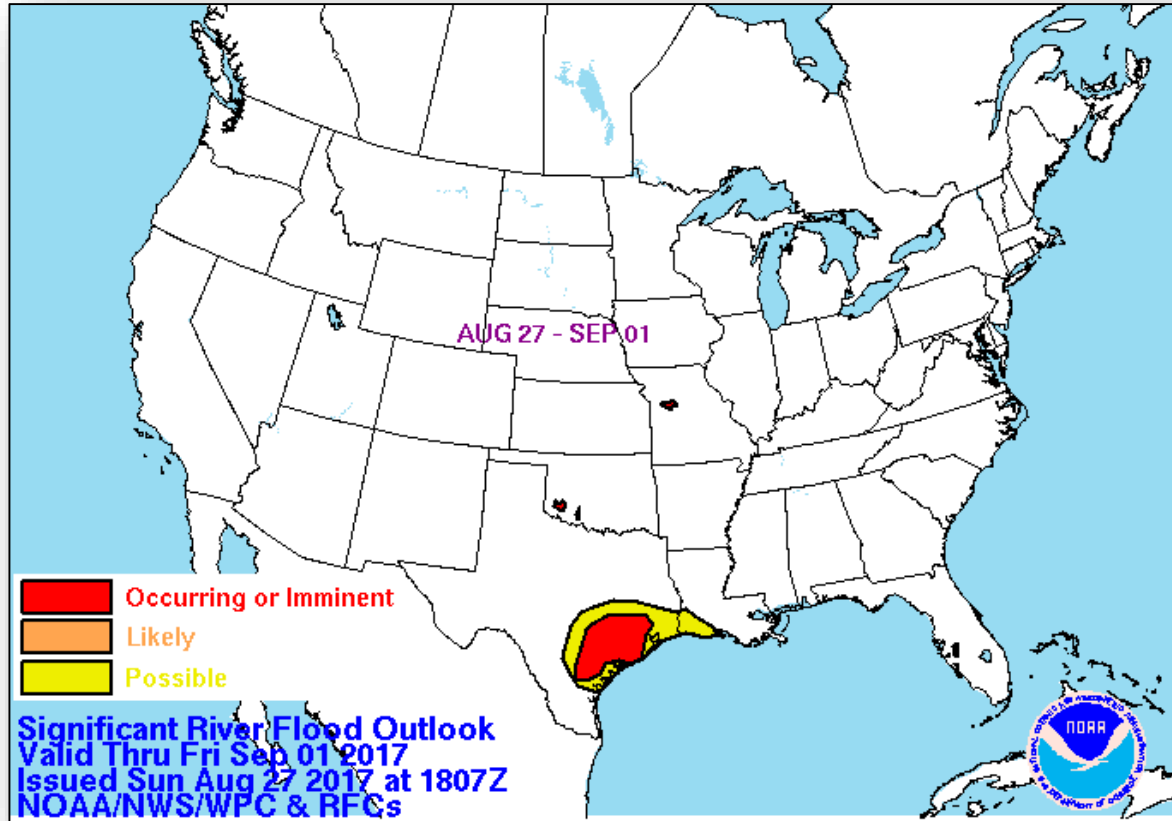 AUG 27 - SEP 01
Occurring or Imminent
Likely
Possible
Significant River Flood Outlook
Valid Thru Fri Sep 01 2017
Issued Sun Aug 27 2017 at 1807Z
NOAA/NWS/WPC & RFCs
NOAA